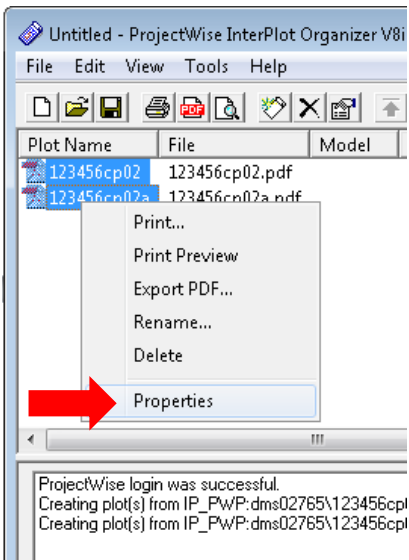 Untitled - ProjectWise InterPlot Organizer V8i
File Edit View Tools Help
PDF
Plot Name File Model
123456cp02 123456cp02.pdf
123456cp02a 123456cp02a.pdf
Print...
Print Preview
Export PDF...
Rename...
Delete
Properties
ProjectWise login was successful.
Creating plot(s) from IP_PWP:dms02765\123456cp
Creating plot(s) from IP_PWP:dms02765\123456cp